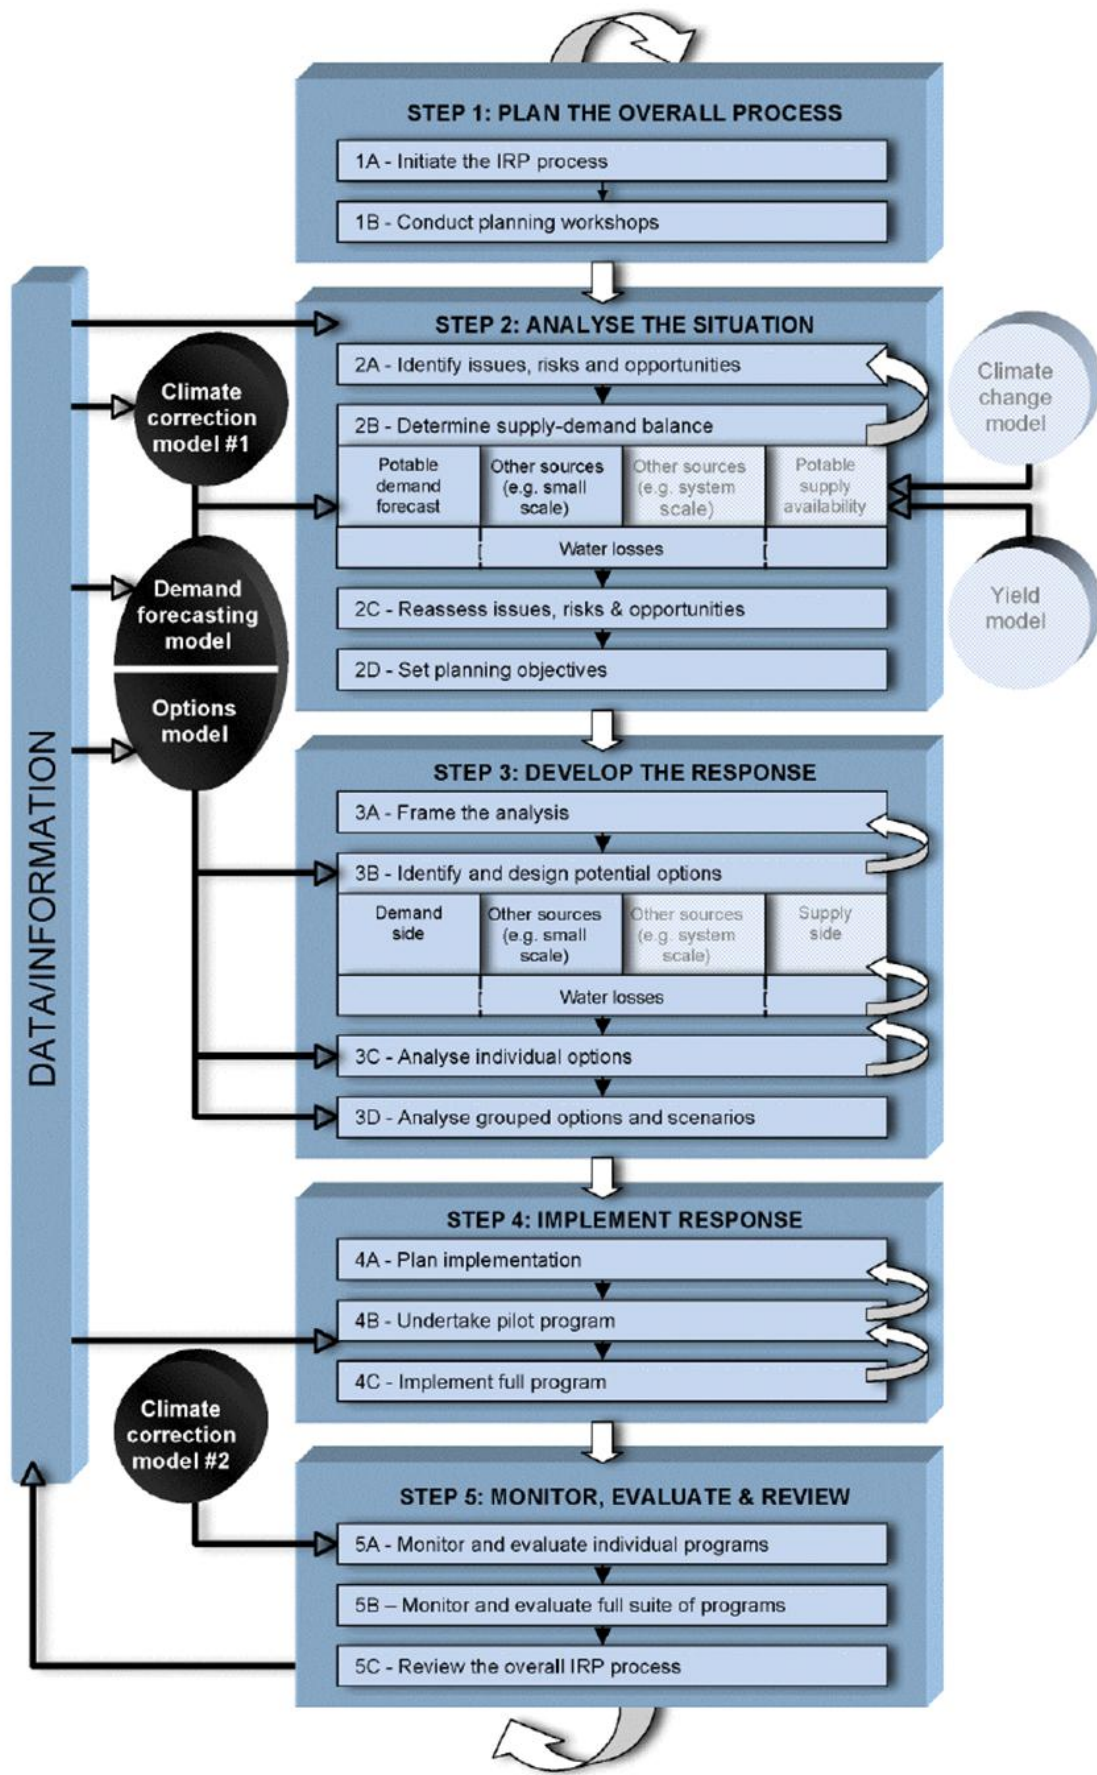 STEP 1: PLAN THE OVERALL PROCESS
1A - Initiate the IRP process
1B - Conduct planning workshops
DATA/INFORMATION
STEP 2: ANALYSE THE SITUATION
2A - Identify issues, risks and opportunities
2B - Determine supply-demand balance
Potable
demand
forecast
Other sources
(e.g. small
scale)
Other sources
(e.g. system
scale)
Potable
supply
availability
Water losses
2C - Reassess issues, risks & opportunities
2D - Set planning objectives
Climate
correction
model #1
Demand
forecasting
model
Options
model
Climate
change
model
Yield
model
STEP 3: DEVELOP THE RESPONSE
3A - Frame the analysis
3B - Identify and design potential options
Demand
side
Other sources
(e.g. small
scale)
Other sources
(e.g. system
scale)
Supply
side
Water losses
3C - Analyse individual options
3D - Analyse grouped options and scenarios
STEP 4: IMPLEMENT RESPONSE
4A - Plan implementation
4B - Undertake pilot program
4C - Implement full program
Climate
correction
model #2
STEP 5: MONITOR, EVALUATE & REVIEW
5A - Monitor and evaluate individual programs
5B – Monitor and evaluate full suite of programs
5C - Review the overall IRP process